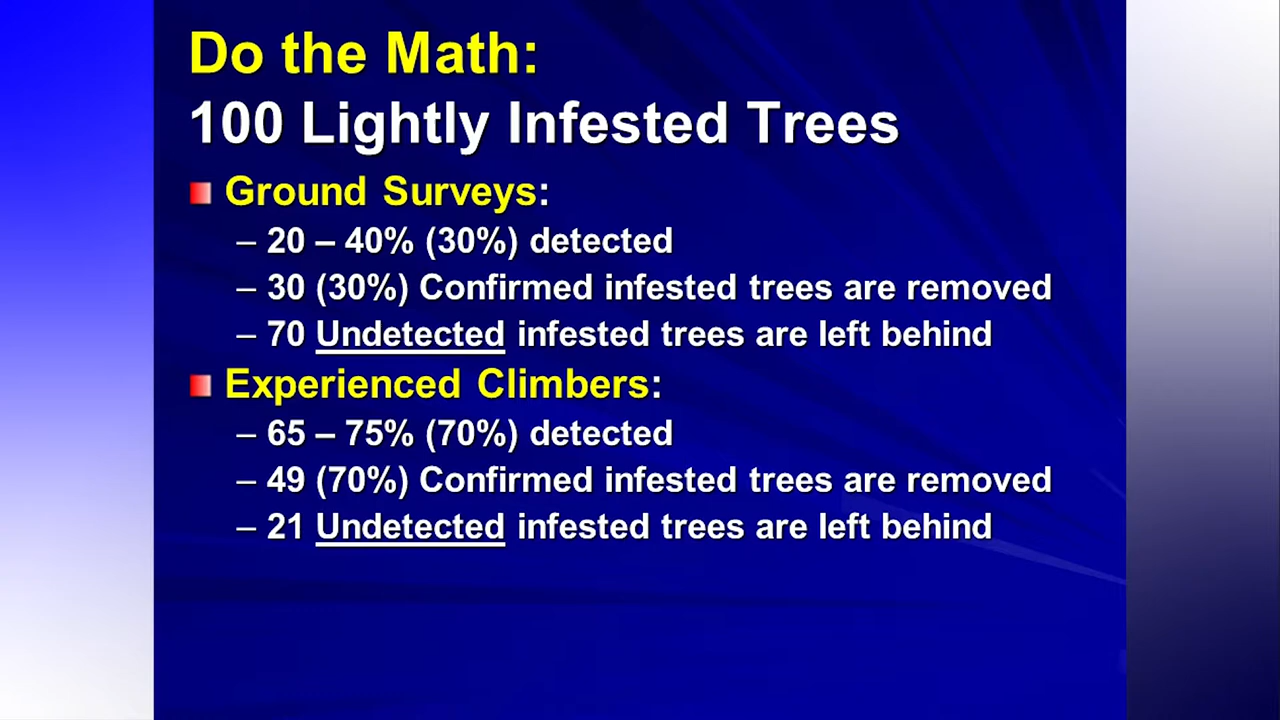 Do the Math:
100 Lightly Infested Trees
Ground Surveys:
– 20 – 40% (30%) detected
– 30 (30%) Confirmed infested trees are removed
– 70 Undetected infested trees are left behind
Experienced Climbers:
– 65 – 75% (70%) detected
– 49 (70%) Confirmed infested trees are removed
– 21 Undetected infested trees are left behind